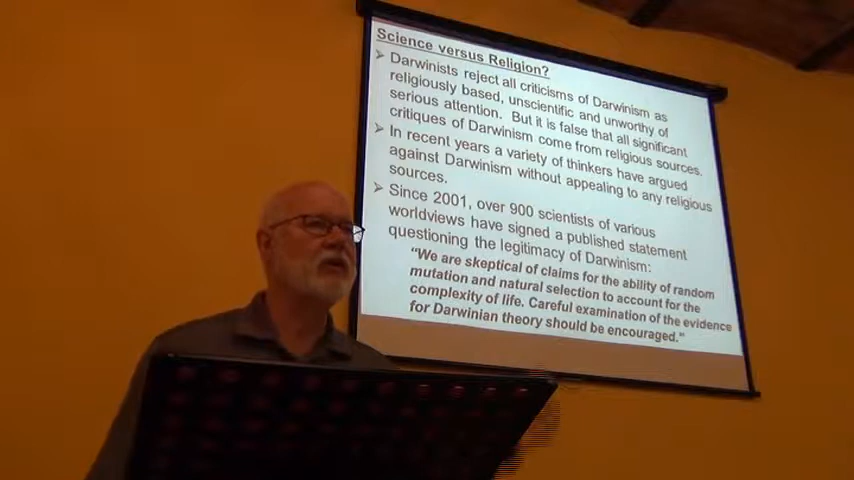 Science versus Religion?
➢ Darwinists reject all criticisms of Darwinism as
religiously based, unscientific and unworthy of
serious attention. But it is false that all significant
critiques of Darwinism come from religious sources.
➢ In recent years a variety of thinkers have argued
against Darwinism without appealing to any religious
sources.
➢ Since 2001, over 900 scientists of various
worldviews have signed a published statement
questioning the legitimacy of Darwinism:
"We are skeptical of claims for the ability of random
mutation and natural selection to account for the
complexity of life. Careful examination of the evidence
for Darwinian theory should be encouraged."